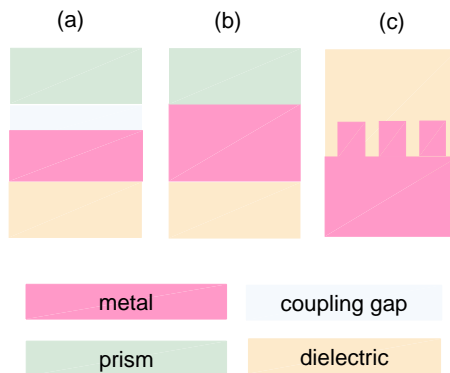 (a) (b) (c)
metal coupling gap
prism dielectric